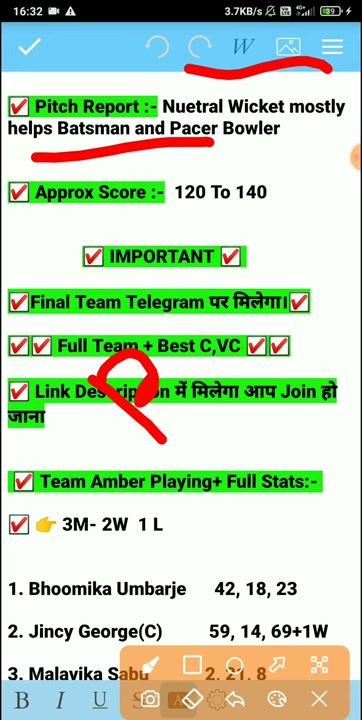 16:32
3.7KB/s 4G+ 39
W
✅ Pitch Report :- Nuetral Wicket mostly
helps Batsman and Pacer Bowler
✅ Approx Score :- 120 To 140
✅ IMPORTANT ✅
✅Final Team Telegram पर मिलेगा।✅
✅✅ Full Team + Best C,VC ✅✅
✅ Link Description में मिलेगा आप Join हो
जाना
✅ Team Amber Playing+ Full Stats:-
✅ 👉 3M- 2W 1 L
1. Bhoomika Umbarje 42, 18, 23
2. Jincy George(C) 59, 14, 69+1W
3. Malavika Sabu 2, 21, 8
B I U S A